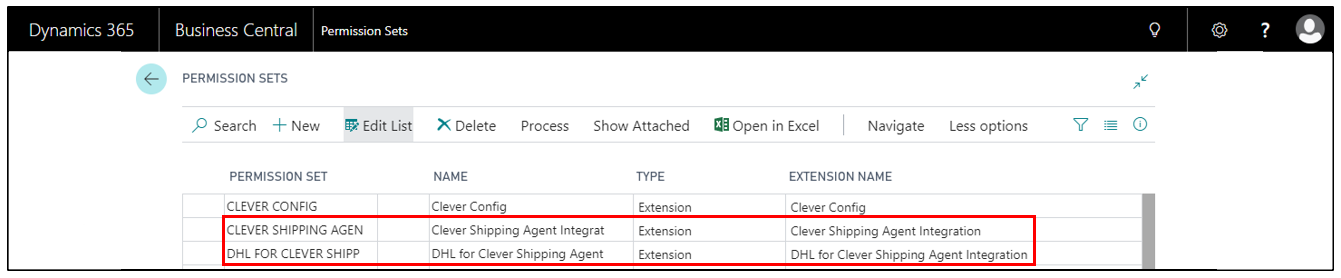 Dynamics 365 Business Central Permission Sets ?
PERMISSION SETS
Search New Edit List Delete Process Show Attached Open in Excel Navigate Less options
PERMISSION SET NAME TYPE EXTENSION NAME
CLEVER CONFIG Clever Config Extension Clever Config
CLEVER SHIPPING AGEN Clever Shipping Agent Integrat Extension Clever Shipping Agent Integration
DHL FOR CLEVER SHIPP DHL for Clever Shipping Agent Extension DHL for Clever Shipping Agent Integration